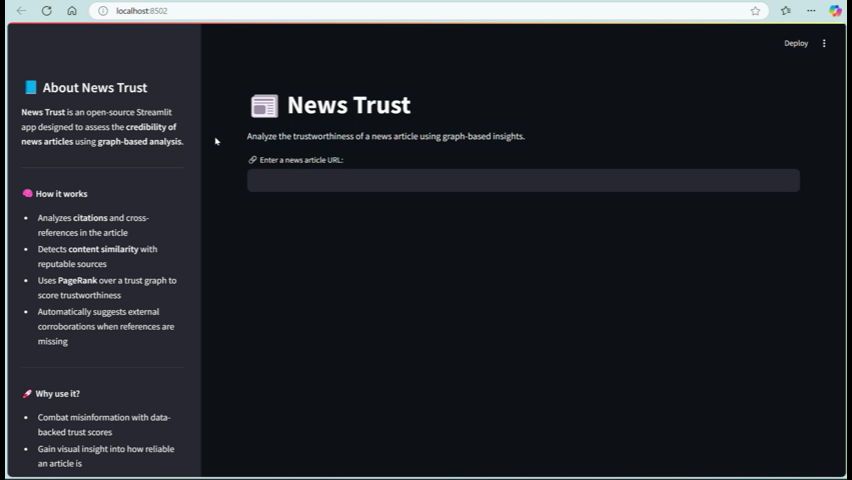 localhost:8502
Deploy
About News Trust
News Trust is an open-source Streamlit
app designed to assess the credibility of
news articles using graph-based analysis.
How it works
Analyzes citations and cross-
references in the article
Detects content similarity with
reputable sources
Uses PageRank over a trust graph to
score trustworthiness
Automatically suggests external
corroborations when references are
missing
Why use it?
Combat misinformation with data-
backed trust scores
Gain visual insight into how reliable
an article is
News Trust
Analyze the trustworthiness of a news article using graph-based insights.
Enter a news article URL: